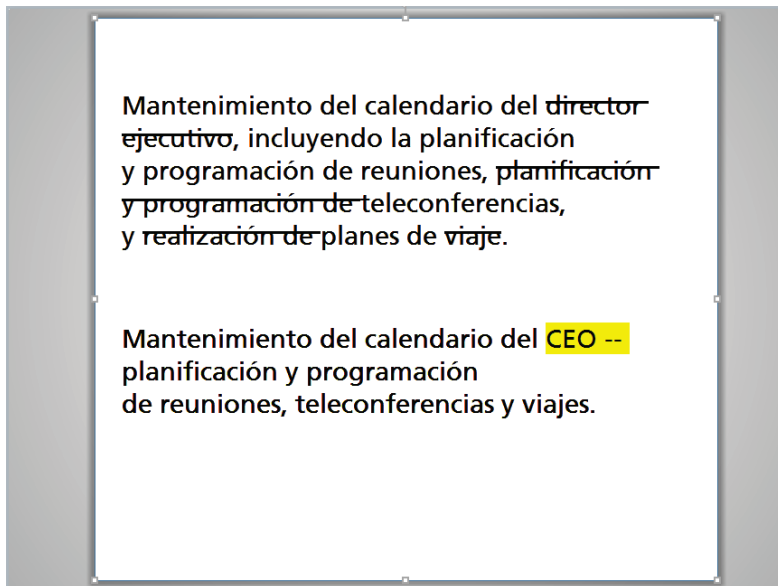 Mantenimiento del calendario del director
ejecutivo, incluyendo la planificación
y programación de reuniones, planificación
y programación de teleconferencias,
y realización de planes de viaje.
Mantenimiento del calendario del CEO --
planificación y programación
de reuniones, teleconferencias y viajes.